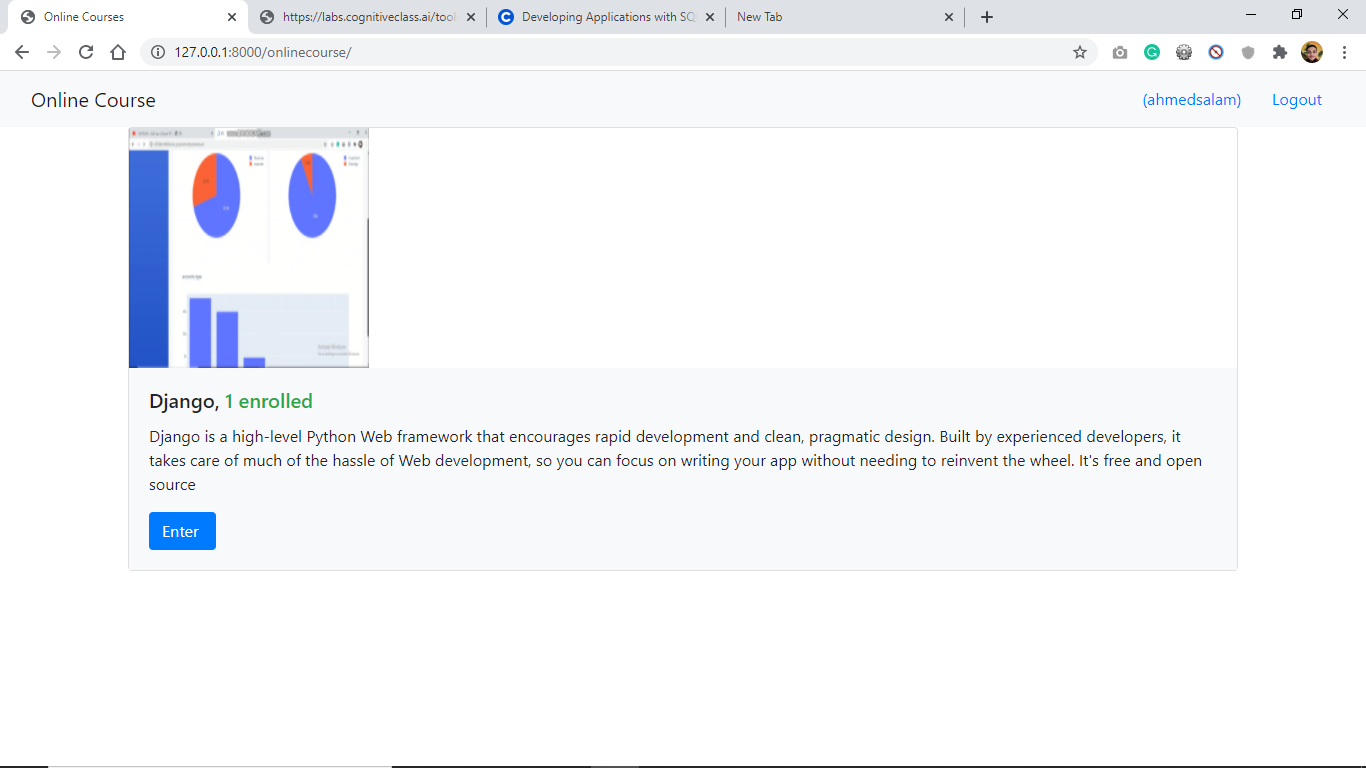 Online Courses
https://labs.cognitiveclass.ai/tool
Developing Applications with SQ
New Tab
127.0.0.1:8000/onlinecourse/
Online Course
(ahmedsalam)
Logout
Django, 1 enrolled
Django is a high-level Python Web framework that encourages rapid development and clean, pragmatic design. Built by experienced developers, it
takes care of much of the hassle of Web development, so you can focus on writing your app without needing to reinvent the wheel. It's free and open
source
Enter